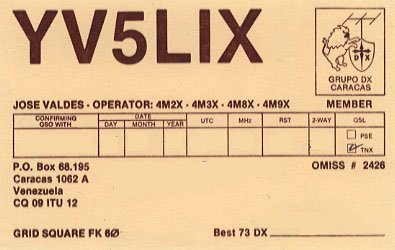 YV5LIX
D X
GRUPO DX
CARACAS
JOSE VALDES - OPERATOR: 4M2X - 4M3X - 4M8X - 4M9X MEMBER
CONFIRMING QSO WITH DATE UTC MHz RST 2-WAY QSL
DAY MONTH YEAR
PSE
TNX
P.O. Box 68.195 OMISS # 2426
Caracas 1062 A
Venezuela
CQ 09 ITU 12
GRID SQUARE FK 6Ø Best 73 DX